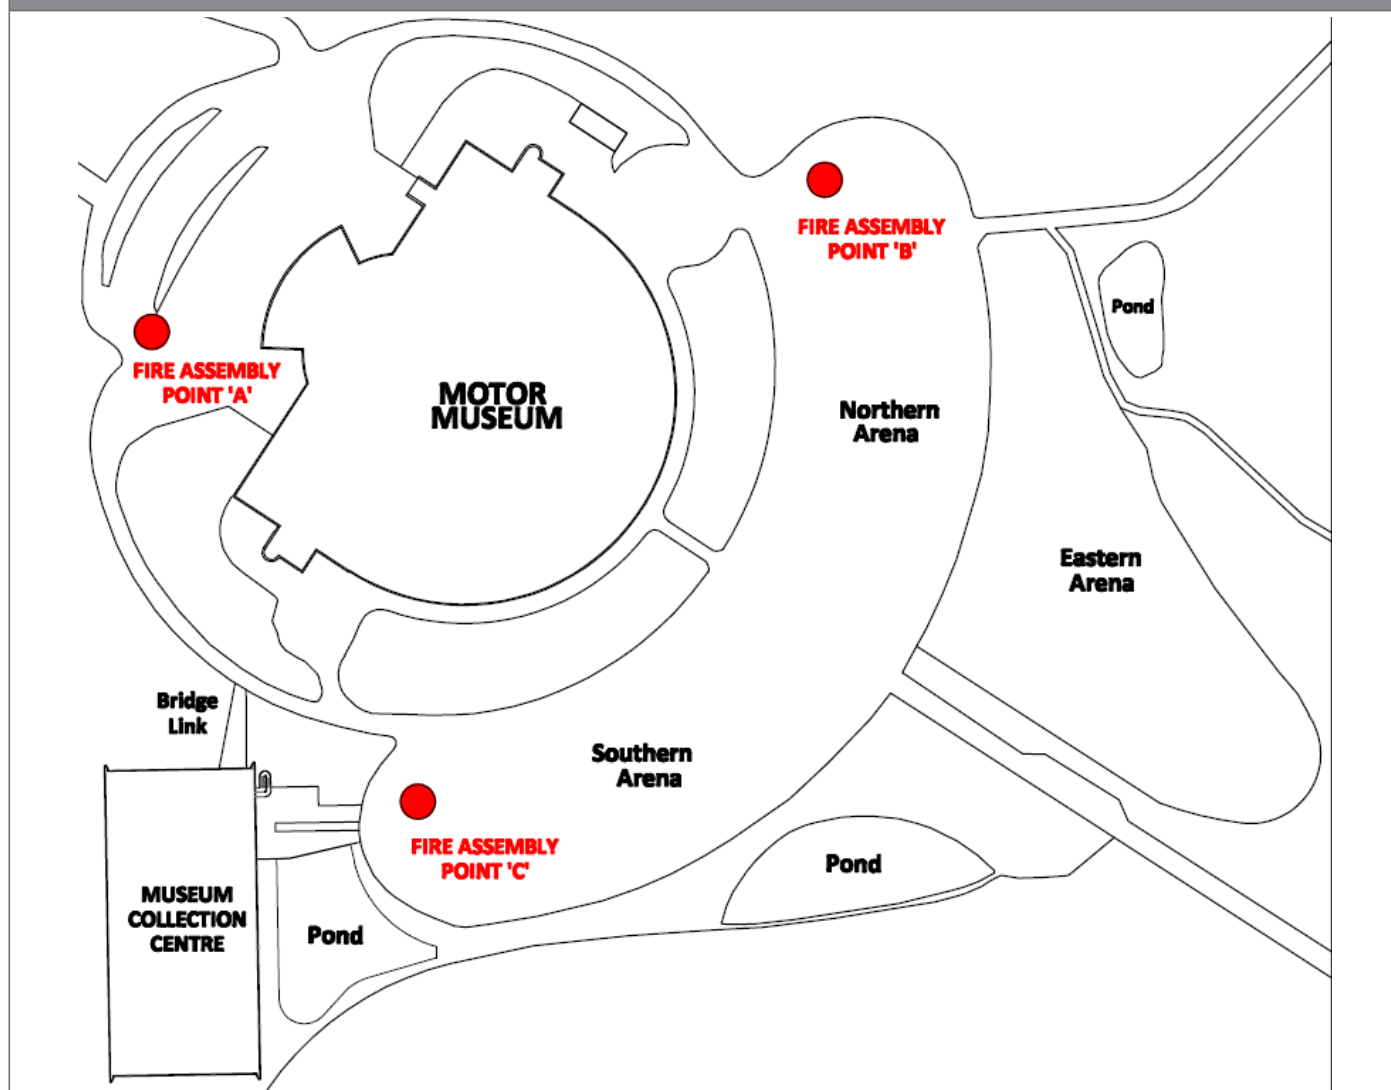 FIRE ASSEMBLY
POINT 'B'
Pond
FIRE ASSEMBLY
POINT 'A'
MOTOR
MUSEUM
Northern
Arena
Eastern
Arena
Bridge
Link
Southern
Arena
FIRE ASSEMBLY
POINT 'C'
Pond
MUSEUM
COLLECTION
CENTRE
Pond